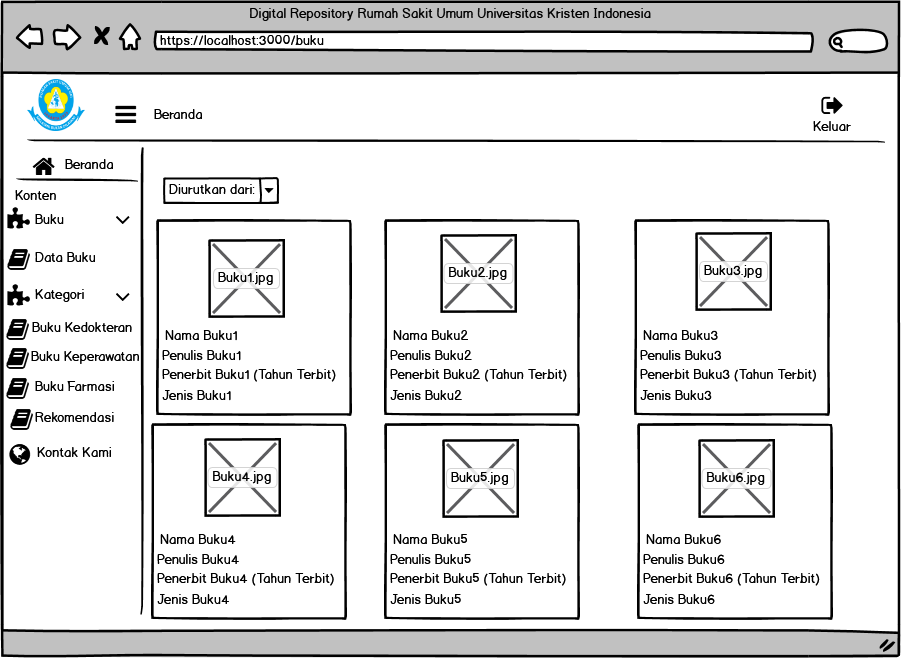 Digital Repository Rumah Sakit Umum Universitas Kristen Indonesia
https://localhost:3000/buku
Beranda
Keluar
Beranda
Konten
Buku
Data Buku
Kategori
Buku Kedokteran
Buku Keperawatan
Buku Farmasi
Rekomendasi
Kontak Kami
Diurutkan dari:
Buku1.jpg
Nama Buku1
Penulis Buku1
Penerbit Buku1 (Tahun Terbit)
Jenis Buku1
Buku2.jpg
Nama Buku2
Penulis Buku2
Penerbit Buku2 (Tahun Terbit)
Jenis Buku2
Buku3.jpg
Nama Buku3
Penulis Buku3
Penerbit Buku3 (Tahun Terbit)
Jenis Buku3
Buku4.jpg
Nama Buku4
Penulis Buku4
Penerbit Buku4 (Tahun Terbit)
Jenis Buku4
Buku5.jpg
Nama Buku5
Penulis Buku5
Penerbit Buku5 (Tahun Terbit)
Jenis Buku5
Buku6.jpg
Nama Buku6
Penulis Buku6
Penerbit Buku6 (Tahun Terbit)
Jenis Buku6